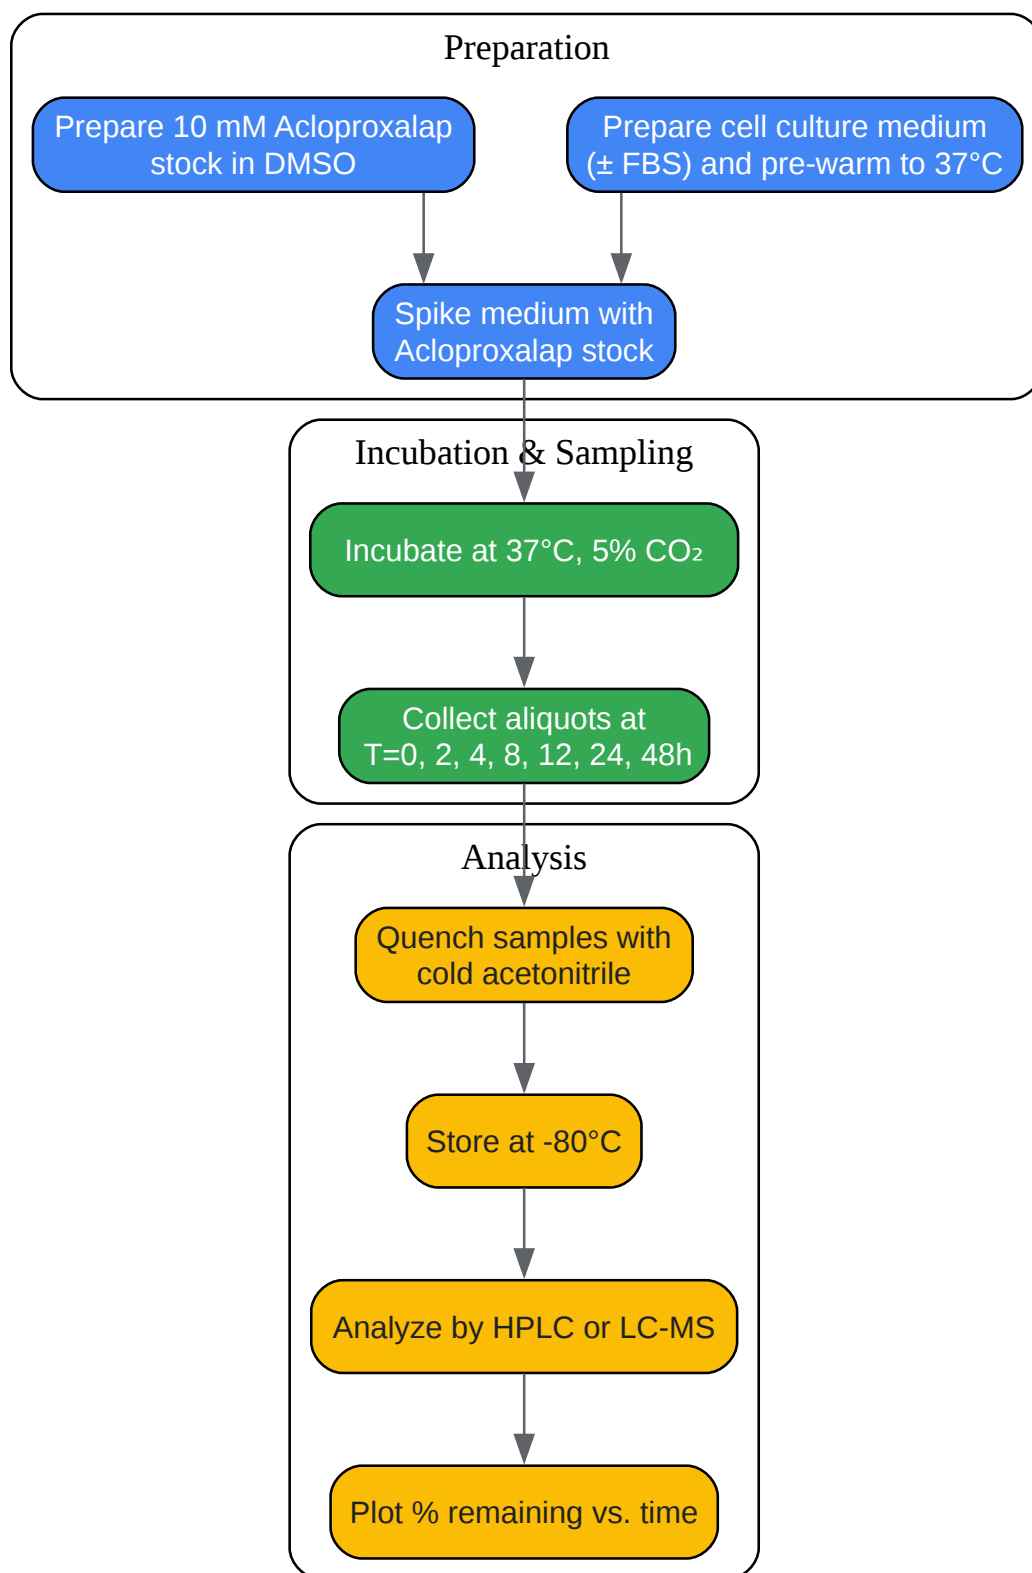 Preparation
Prepare 10 mM Acloproxalap
stock in DMSO
Prepare cell culture medium
(± FBS) and pre-warm to 37°C
Spike medium with
Acloproxalap stock
Incubation & Sampling
Incubate at 37°C, 5% CO₂
Collect aliquots at
T=0, 2, 4, 8, 12, 24, 48h
Analysis
Quench samples with
cold acetonitrile
Store at -80°C
Analyze by HPLC or LC-MS
Plot % remaining vs. time